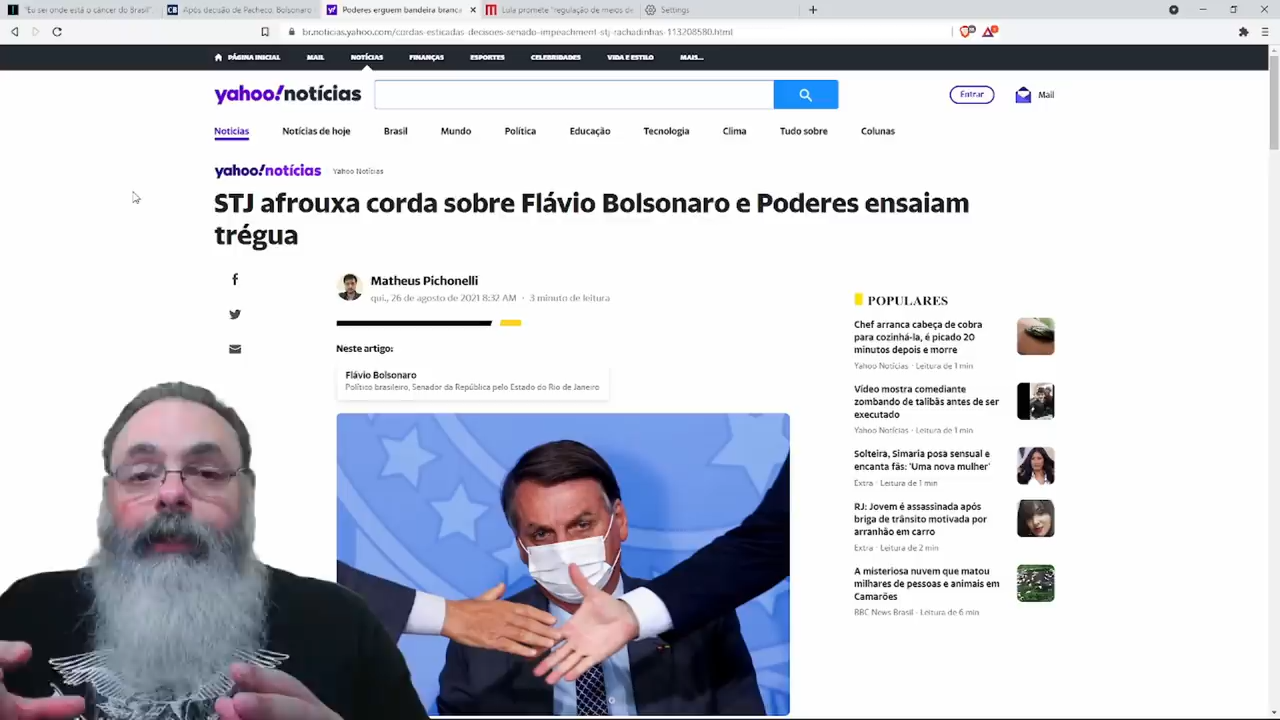 "Eu sei onde está o câncer do Brasil"
Após decisão de Pacheco, Bolsonaro
Poderes erguem bandeira branca
Lula promete "regulação de meios de
Settings
br.noticias.yahoo.com/cordas-esticadas-decisoes-senado-impeachment-stj-rachadinhas-113208580.html
PÁGINA INICIAL MAIL NOTÍCIAS FINANÇAS ESPORTES CELEBRIDADES VIDA E ESTILO MAIS...
yahoo!notícias
Entrar
Mail
Notícias Notícias de hoje Brasil Mundo Política Educação Tecnologia Clima Tudo sobre Colunas
yahoo!notícias Yahoo Notícias
STJ afrouxa corda sobre Flávio Bolsonaro e Poderes ensaiam
trégua
Matheus Pichonelli
qui., 26 de agosto de 2021 8:32 AM · 3 minuto de leitura
Neste artigo:
Flávio Bolsonaro
Político brasileiro, Senador da República pelo Estado do Rio de Janeiro
POPULARES
Chef arranca cabeça de cobra
para cozinhá-la, é picado 20
minutos depois e morre
Yahoo Notícias · Leitura de 1 min
Vídeo mostra comediante
zombando de talibãs antes de ser
executado
Yahoo Notícias · Leitura de 1 min
Solteira, Simaria posa sensual e
encanta fãs: 'Uma nova mulher'
Extra · Leitura de 1 min
RJ: Jovem é assassinada após
briga de trânsito motivada por
arranhão em carro
Extra · Leitura de 2 min
A misteriosa nuvem que matou
milhares de pessoas e animais em
Camarões
BBC News Brasil · Leitura de 6 min